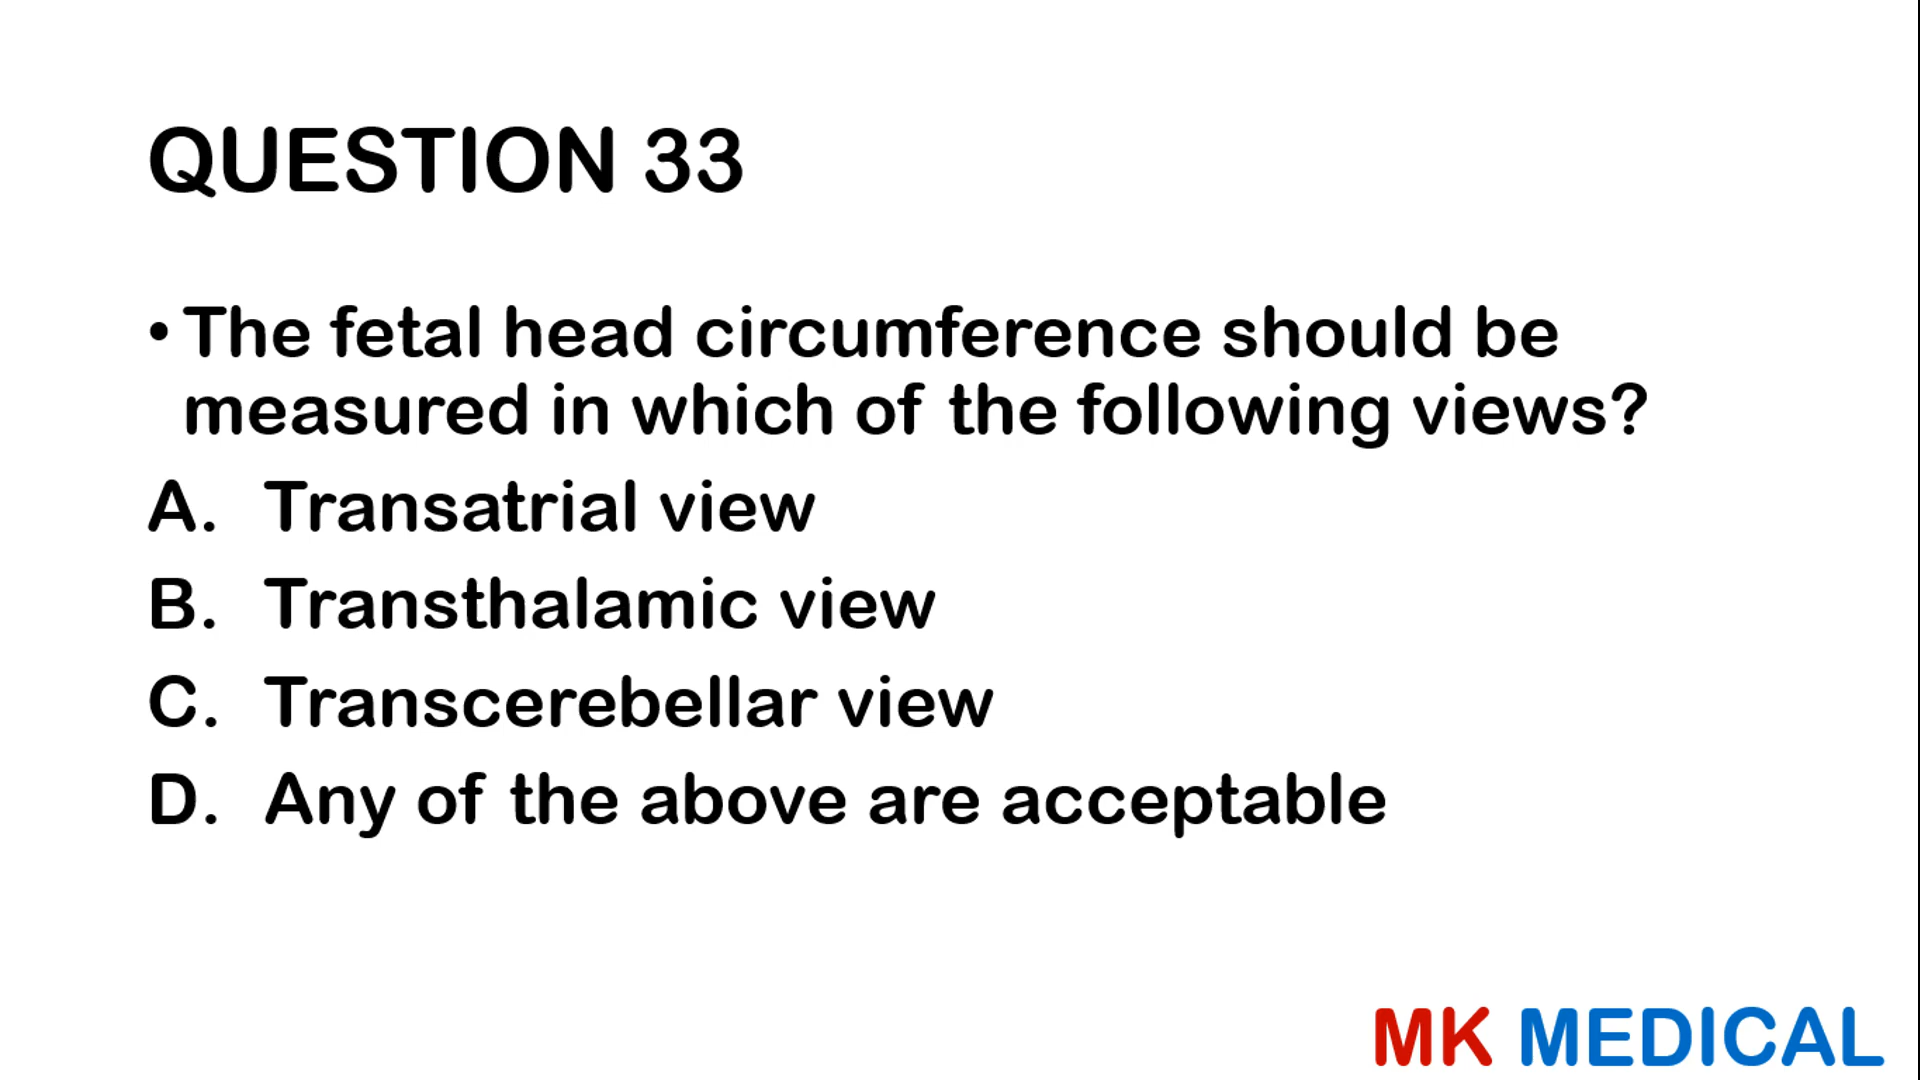 QUESTION 33
• The fetal head circumference should be
measured in which of the following views?
A. Transatrial view
B. Transthalamic view
C. Transcerebellar view
D. Any of the above are acceptable
MK MEDICAL